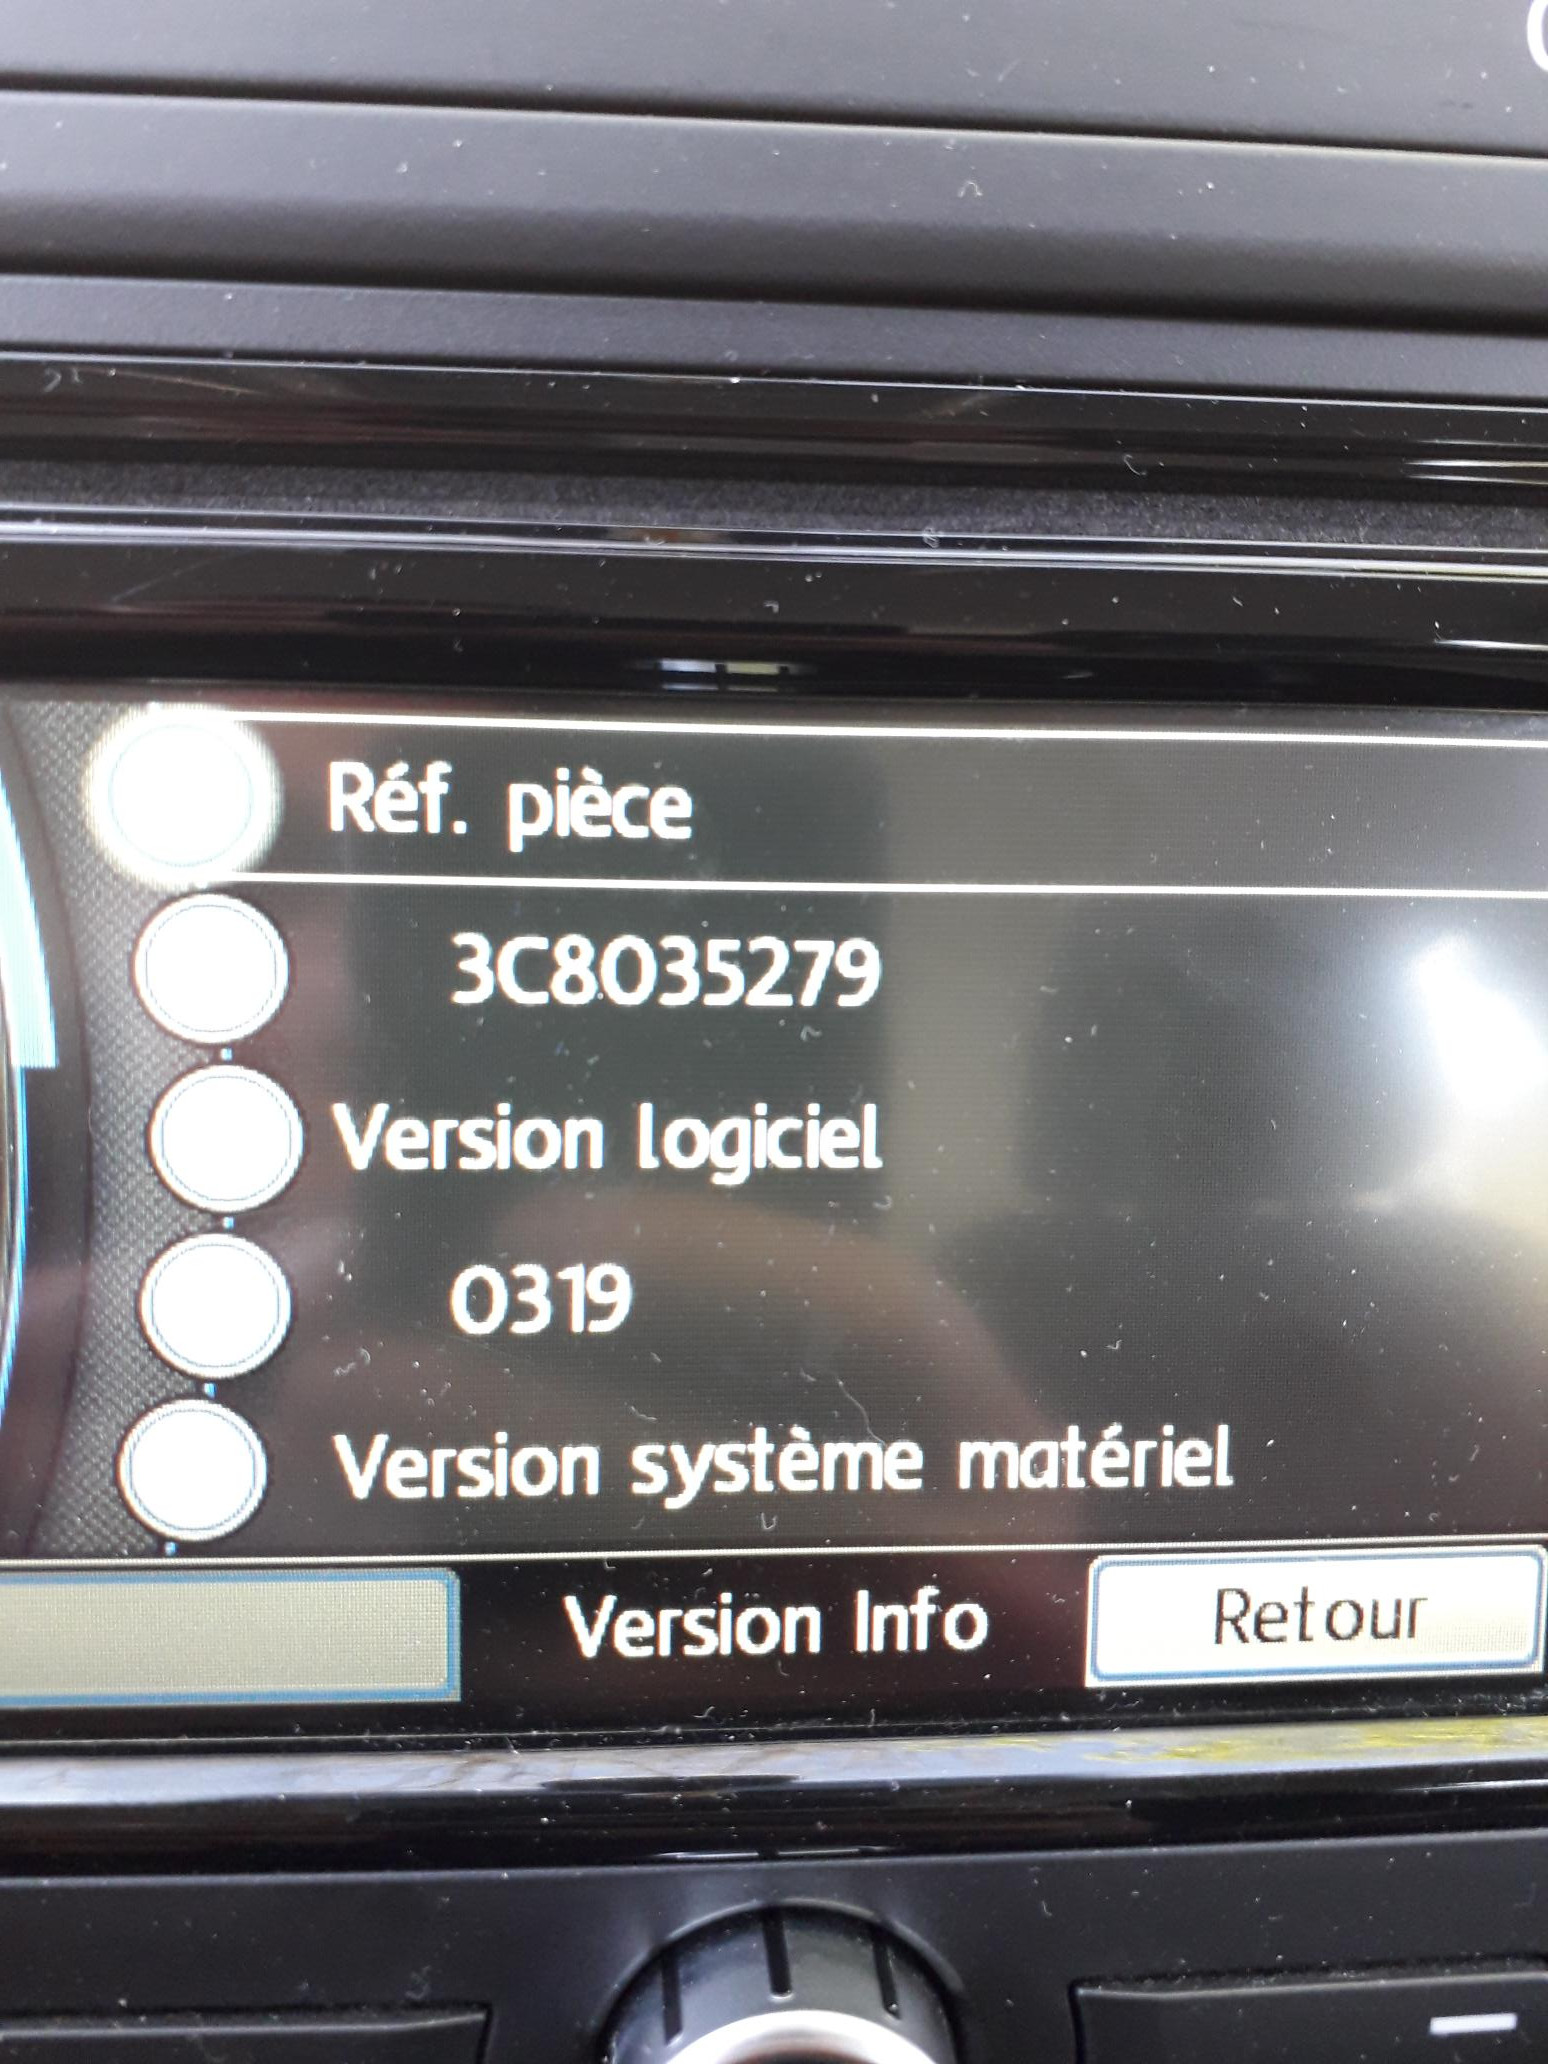 Réf. pièce
3C8035279
Version logiciel
0319
Version système matériel
Version Info
Retour